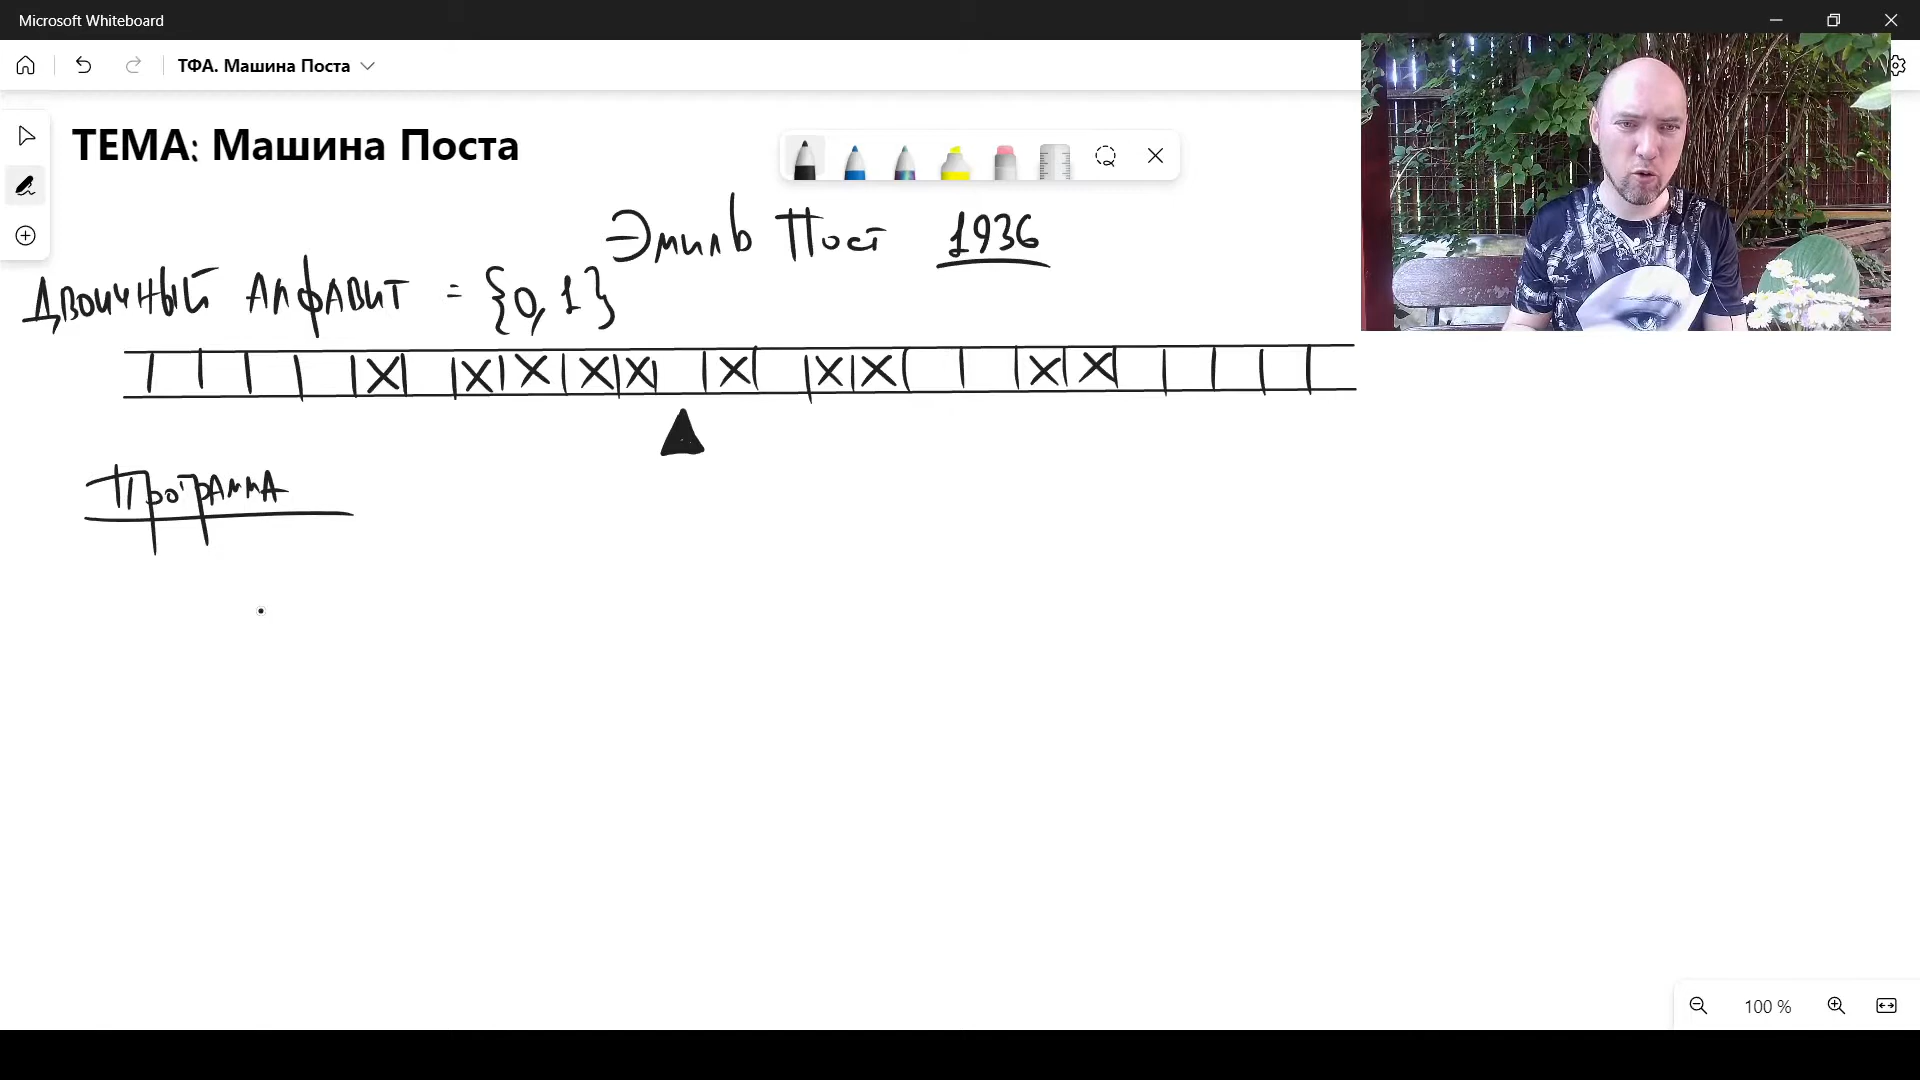 Microsoft Whiteboard
ТФА. Машина Поста
ТЕМА: Машина Поста
Эмиль Пост 1936
Двоичный алфавит = {0, 1}
X X X X X X X X X X
Программа
100 %